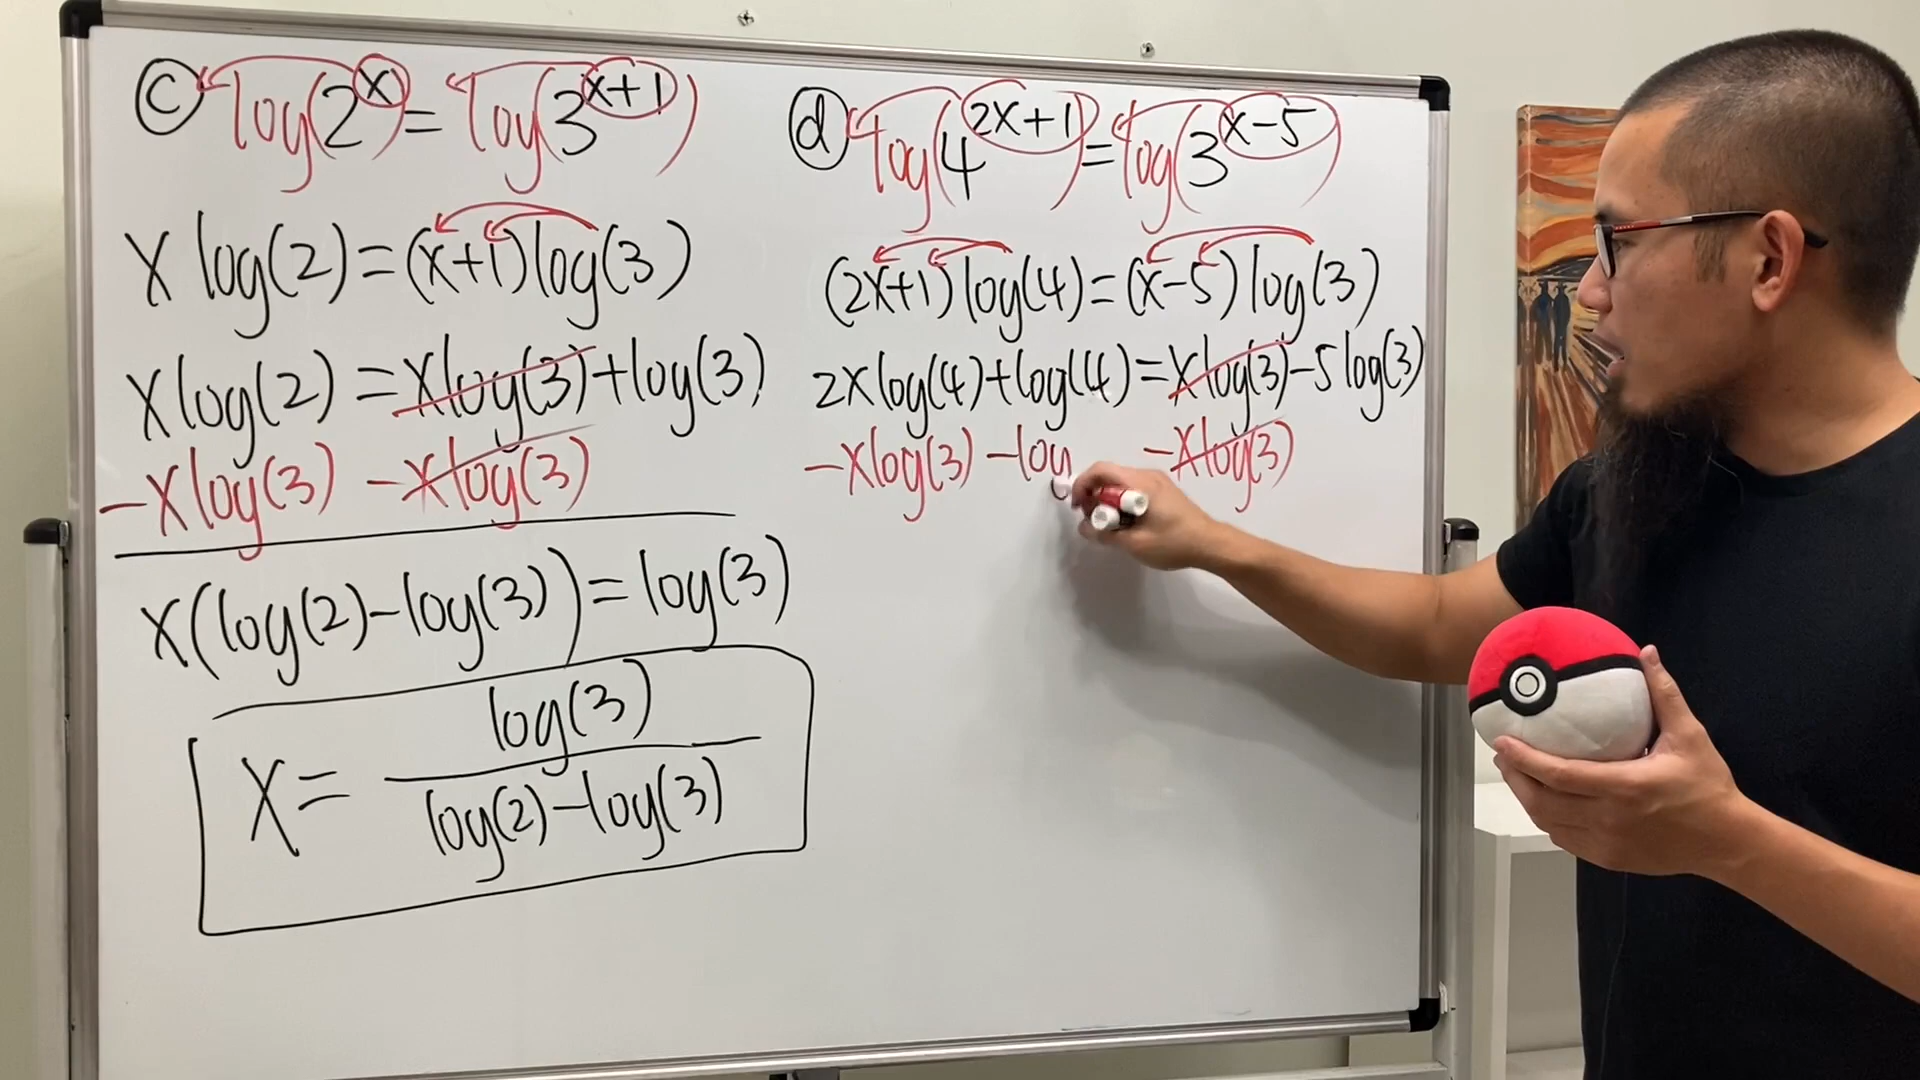 ⓒ log(2^x) = log(3^(x+1))
x log(2) = (x+1) log(3)
x log(2) = x log(3) + log(3)
-x log(3) -x log(3)
x(log(2) - log(3)) = log(3)
x = log(3) / (log(2) - log(3))
ⓓ log(4^(2x+1)) = log(3^(x-5))
(2x+1) log(4) = (x-5) log(3)
2x log(4) + log(4) = x log(3) - 5 log(3)
-x log(3) - log -x log(3)